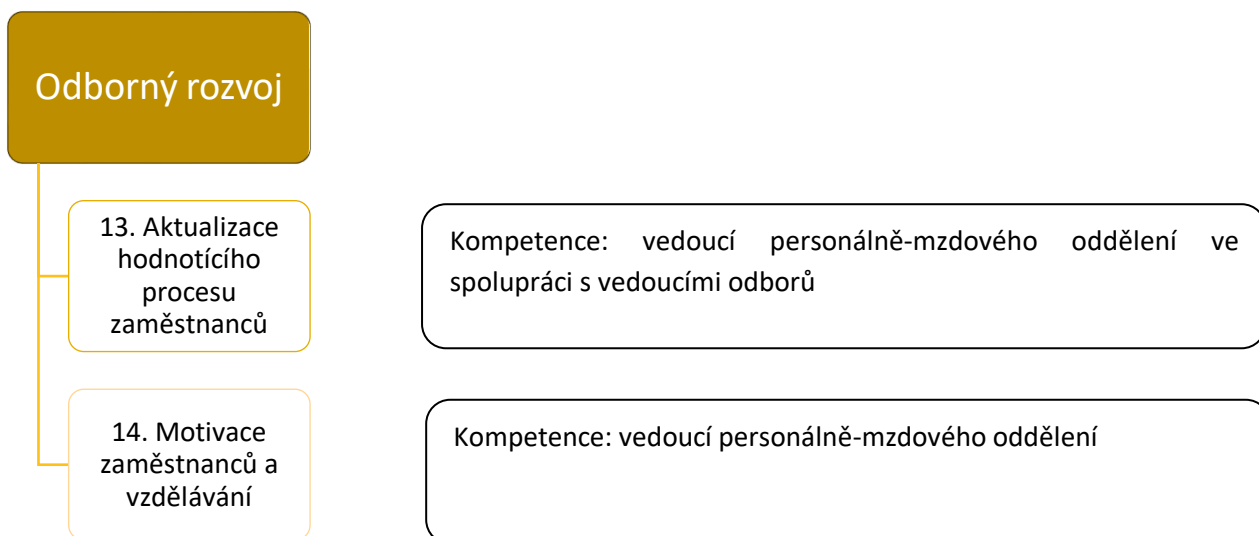 Odborný rozvoj
13. Aktualizace
hodnotícího
procesu
zaměstnanců
Kompetence: vedoucí personálně-mzdového oddělení ve
spolupráci s vedoucími odborů
14. Motivace
zaměstnanců a
vzdělávání
Kompetence: vedoucí personálně-mzdového oddělení